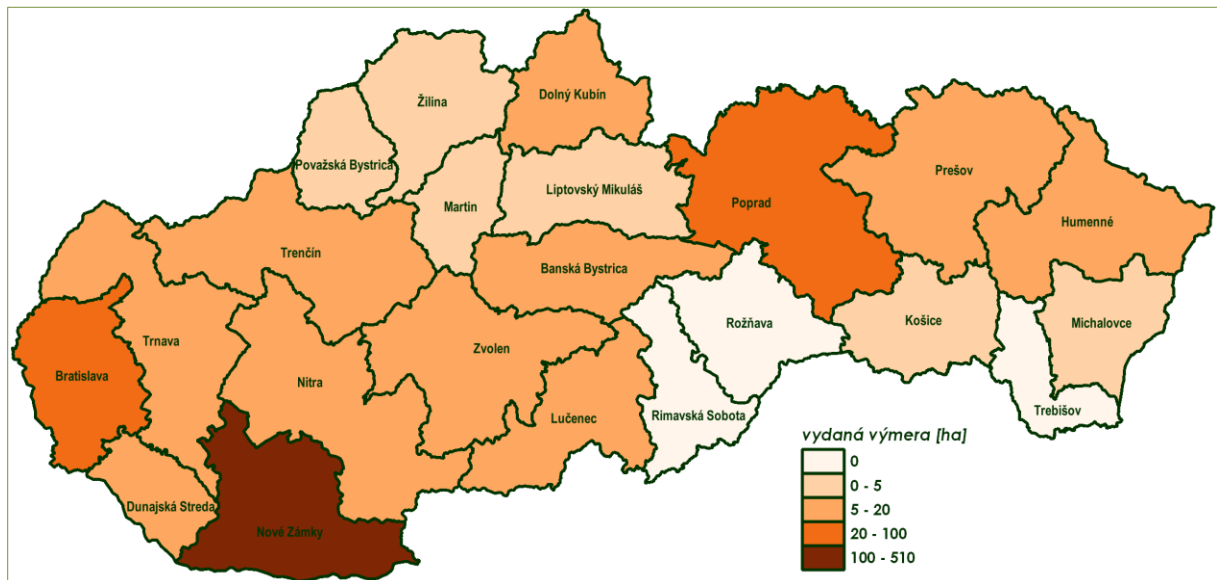 Žilina
Dolný Kubín
Považská Bystrica
Prešov
Liptovský Mikuláš
Poprad
Martin
Humenné
Trenčín
Banská Bystrica
Rožňava
Košice
Michalovce
Trnava
Zvolen
Bratislava
Nitra
Trebišov
Lučenec
Rimavská Sobota
Dunajská Streda
Nové Zámky
vydaná výmera [ha]
0
0 - 5
5 - 20
20 - 100
100 - 510